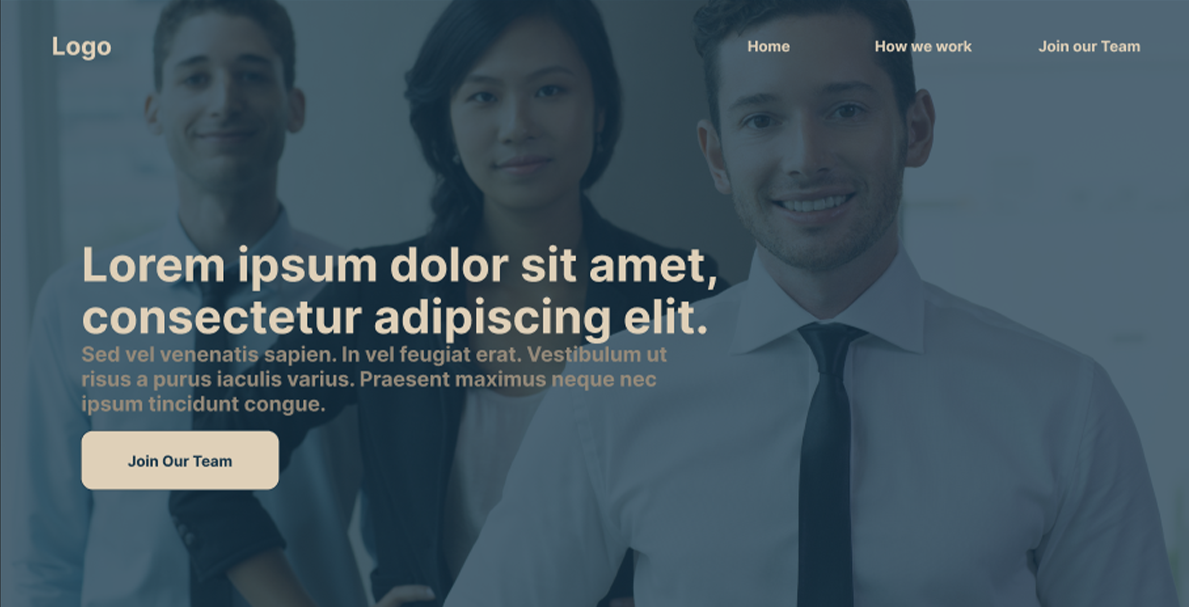 Logo
Home
How we work
Join our Team
Lorem ipsum dolor sit amet,
consectetur adipiscing elit.
Sed vel venenatis sapien. In vel feugiat erat. Vestibulum ut
risus a purus iaculis varius. Praesent maximus neque nec
ipsum tincidunt congue.
Join Our Team